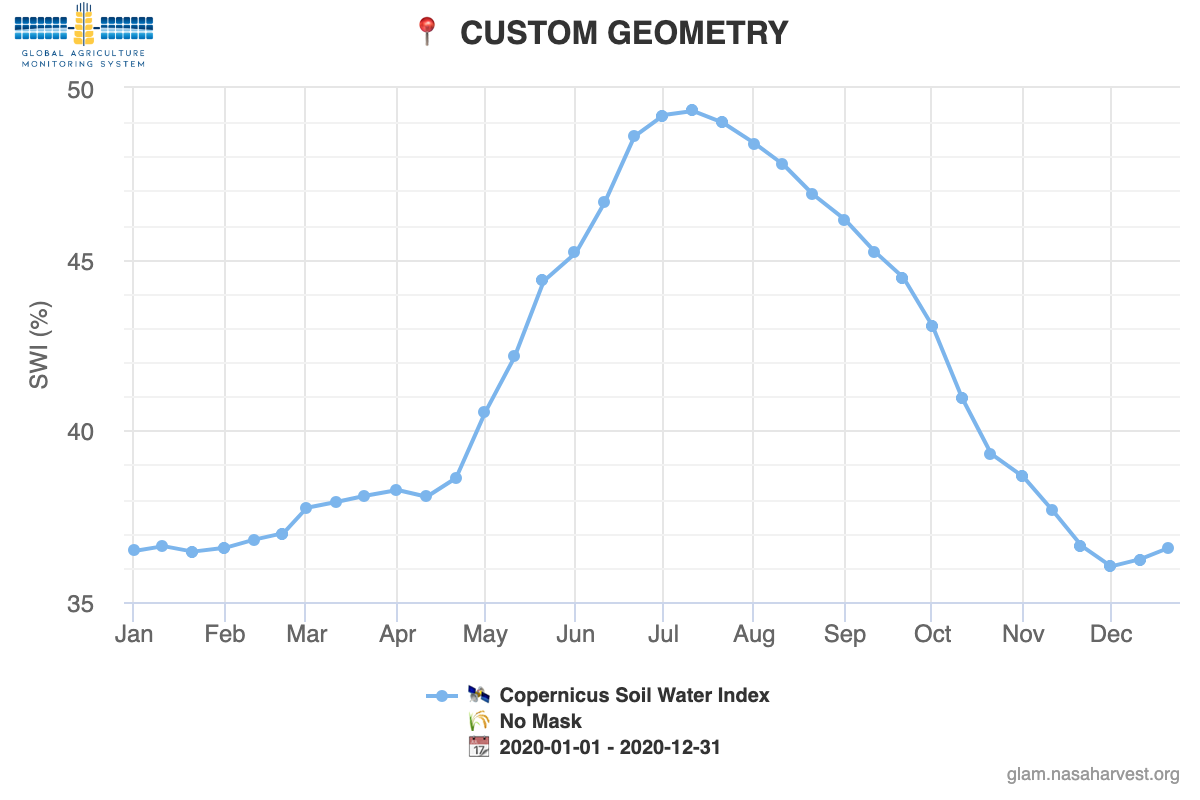 GLOBAL AGRICULTURE
MONITORING SYSTEM
CUSTOM GEOMETRY
SWI (%)
50
45
40
35
Jan Feb Mar Apr May Jun Jul Aug Sep Oct Nov Dec
Copernicus Soil Water Index
No Mask
17
2020-01-01 - 2020-12-31
glam.nasaharvest.org